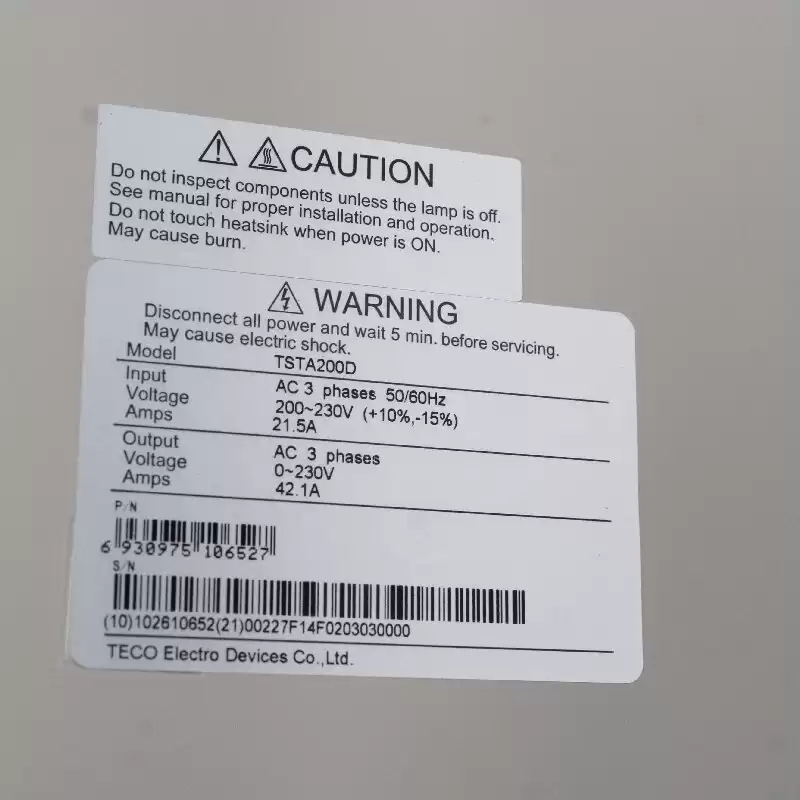 CAUTION
Do not inspect components unless the lamp is off.
See manual for proper installation and operation.
Do not touch heatsink when power is ON.
May cause burn.
WARNING
Disconnect all power and wait 5 min. before servicing.
May cause electric shock.
Model TSTA200D
Input AC 3 phases 50/60Hz
Voltage 200~230V (+10%,-15%)
Amps 21.5A
Output AC 3 phases
Voltage 0~230V
Amps 42.1A
P/N
6 930975 106527
S/N
(10)102610652(21)00227F14F0203030000
TECO Electro Devices Co.,Ltd.